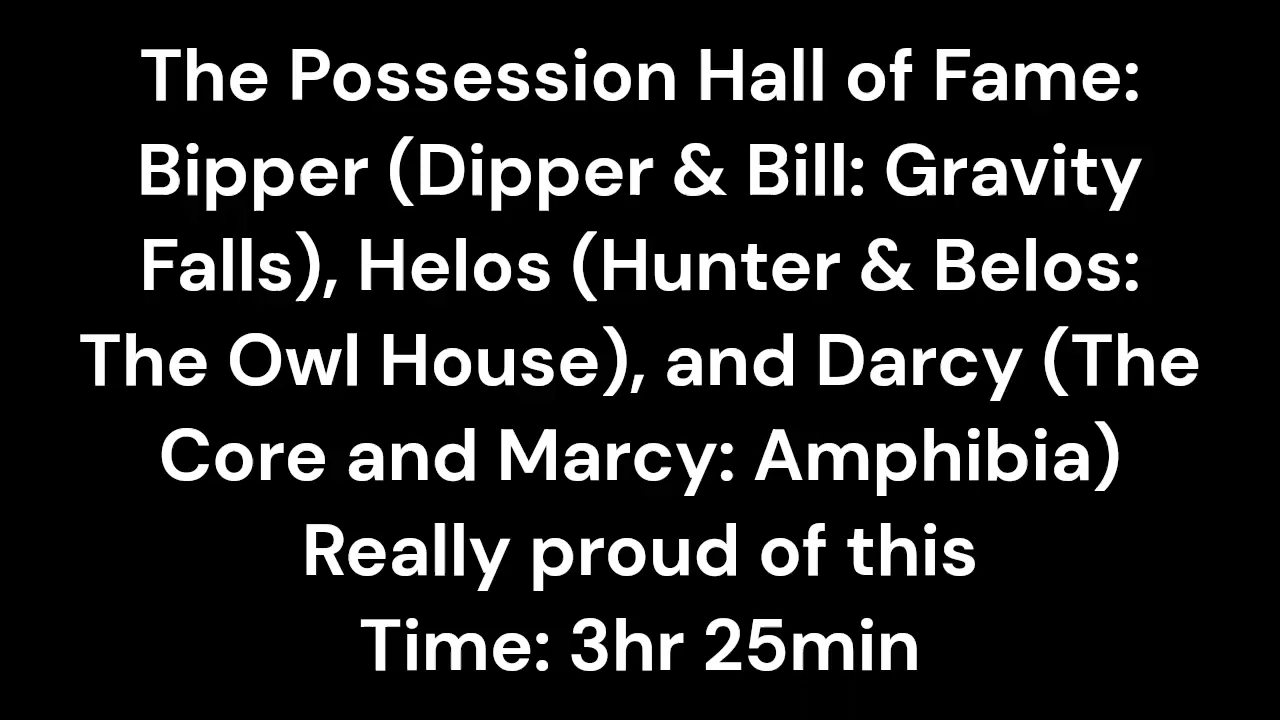 The Possession Hall of Fame:
Bipper (Dipper & Bill: Gravity
Falls), Helos (Hunter & Belos:
The Owl House), and Darcy (The
Core and Marcy: Amphibia)
Really proud of this
Time: 3hr 25min